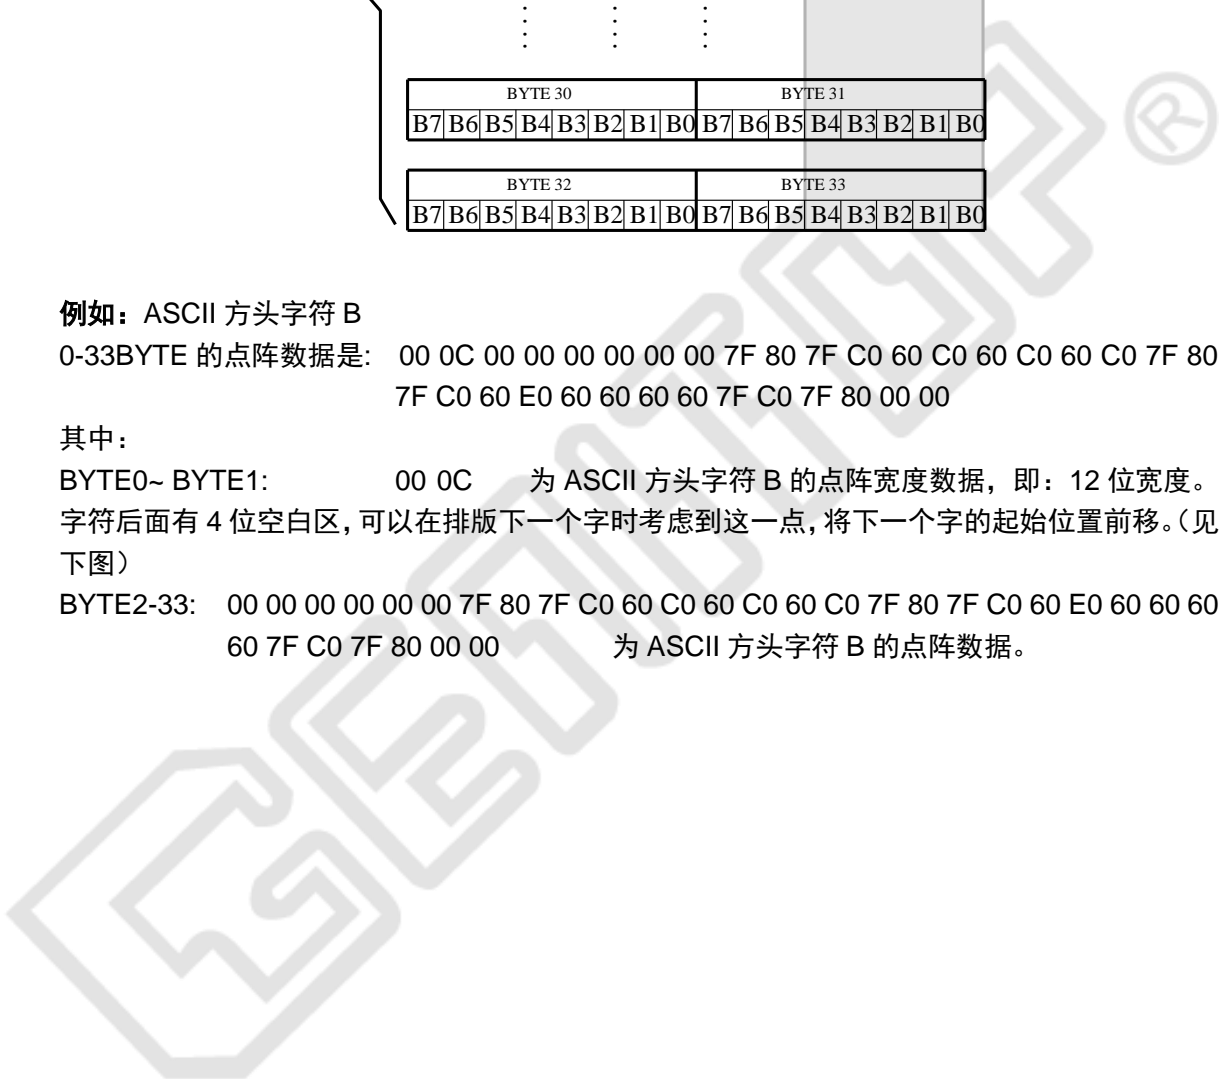 BYTE 30 BYTE 31
B7 B6 B5 B4 B3 B2 B1 B0 B7 B6 B5 B4 B3 B2 B1 B0
BYTE 32 BYTE 33
B7 B6 B5 B4 B3 B2 B1 B0 B7 B6 B5 B4 B3 B2 B1 B0
例如：ASCII 方头字符 B
0-33BYTE 的点阵数据是: 00 0C 00 00 00 00 00 00 7F 80 7F C0 60 C0 60 C0 60 C0 7F 80
7F C0 60 E0 60 60 60 60 7F C0 7F 80 00 00
其中：
BYTE0~ BYTE1: 00 0C 为 ASCII 方头字符 B 的点阵宽度数据，即：12 位宽度。
字符后面有 4 位空白区，可以在排版下一个字时考虑到这一点，将下一个字的起始位置前移。（见
下图）
BYTE2-33: 00 00 00 00 00 00 7F 80 7F C0 60 C0 60 C0 60 C0 7F 80 7F C0 60 E0 60 60 60
60 7F C0 7F 80 00 00 为 ASCII 方头字符 B 的点阵数据。
GENITOP ®